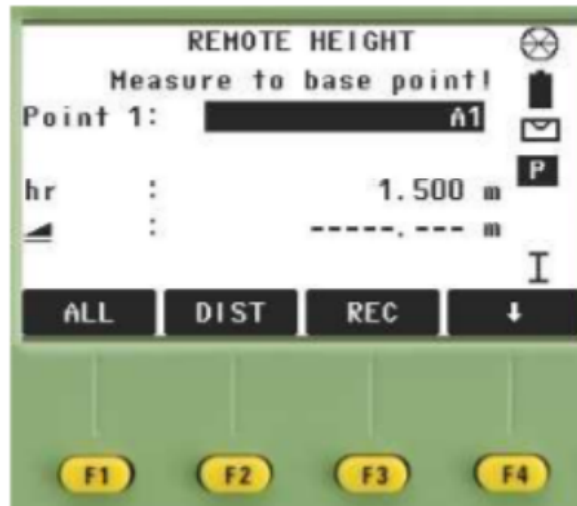 REMOTE HEIGHT
Measure to base point!
Point 1: A1
P
hr : 1.500 m
: -----.--- m
I
ALL DIST REC ↓
F1 F2 F3 F4